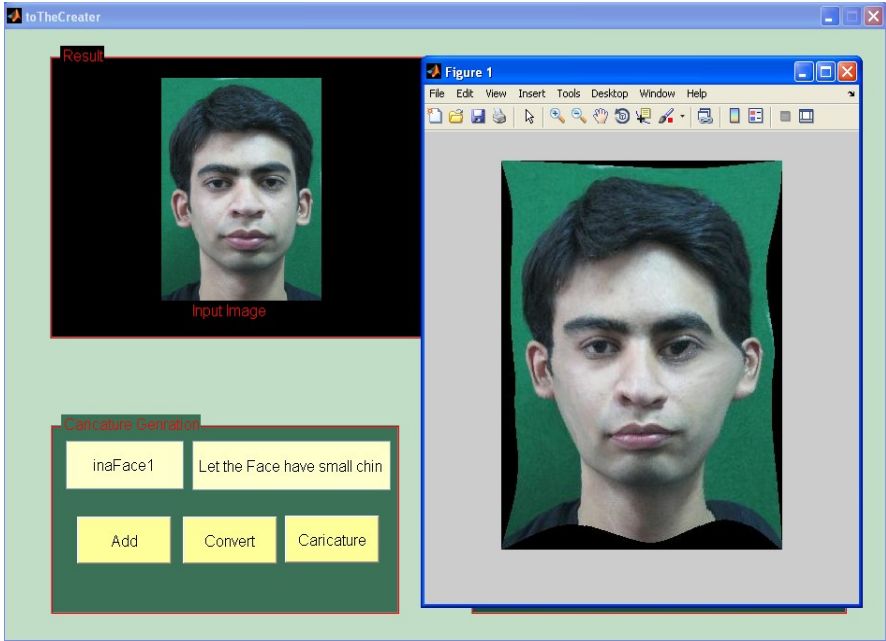 toTheCreater
Result
Input Image
Figure 1
File Edit View Insert Tools Desktop Window Help
Caricature Genration
inaFace1
Let the Face have small chin
Add
Convert
Caricature